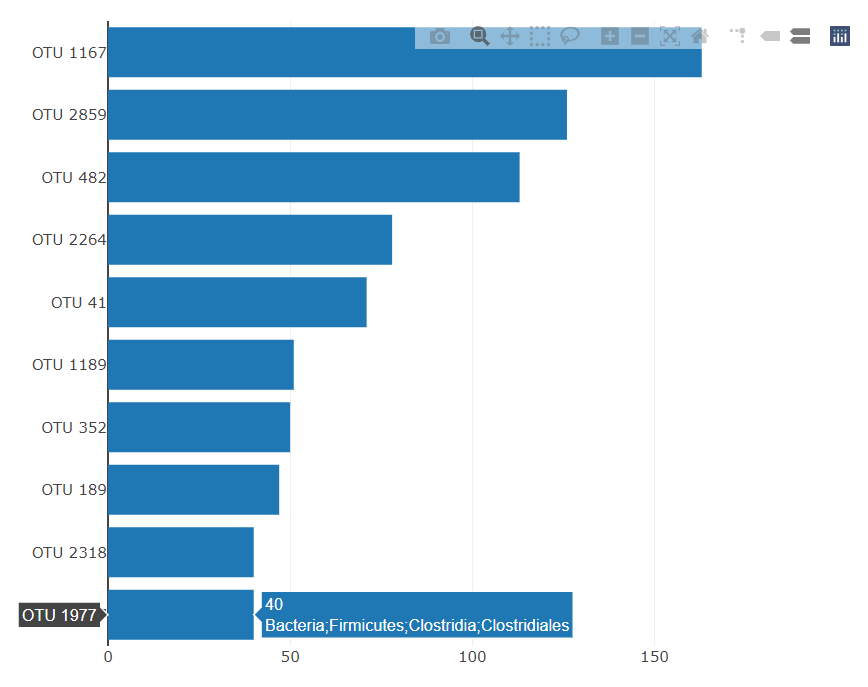 OTU 1167
OTU 2859
OTU 482
OTU 2264
OTU 41
OTU 1189
OTU 352
OTU 189
OTU 2318
OTU 1977
40
Bacteria;Firmicutes;Clostridia;Clostridiales
0 50 100 150